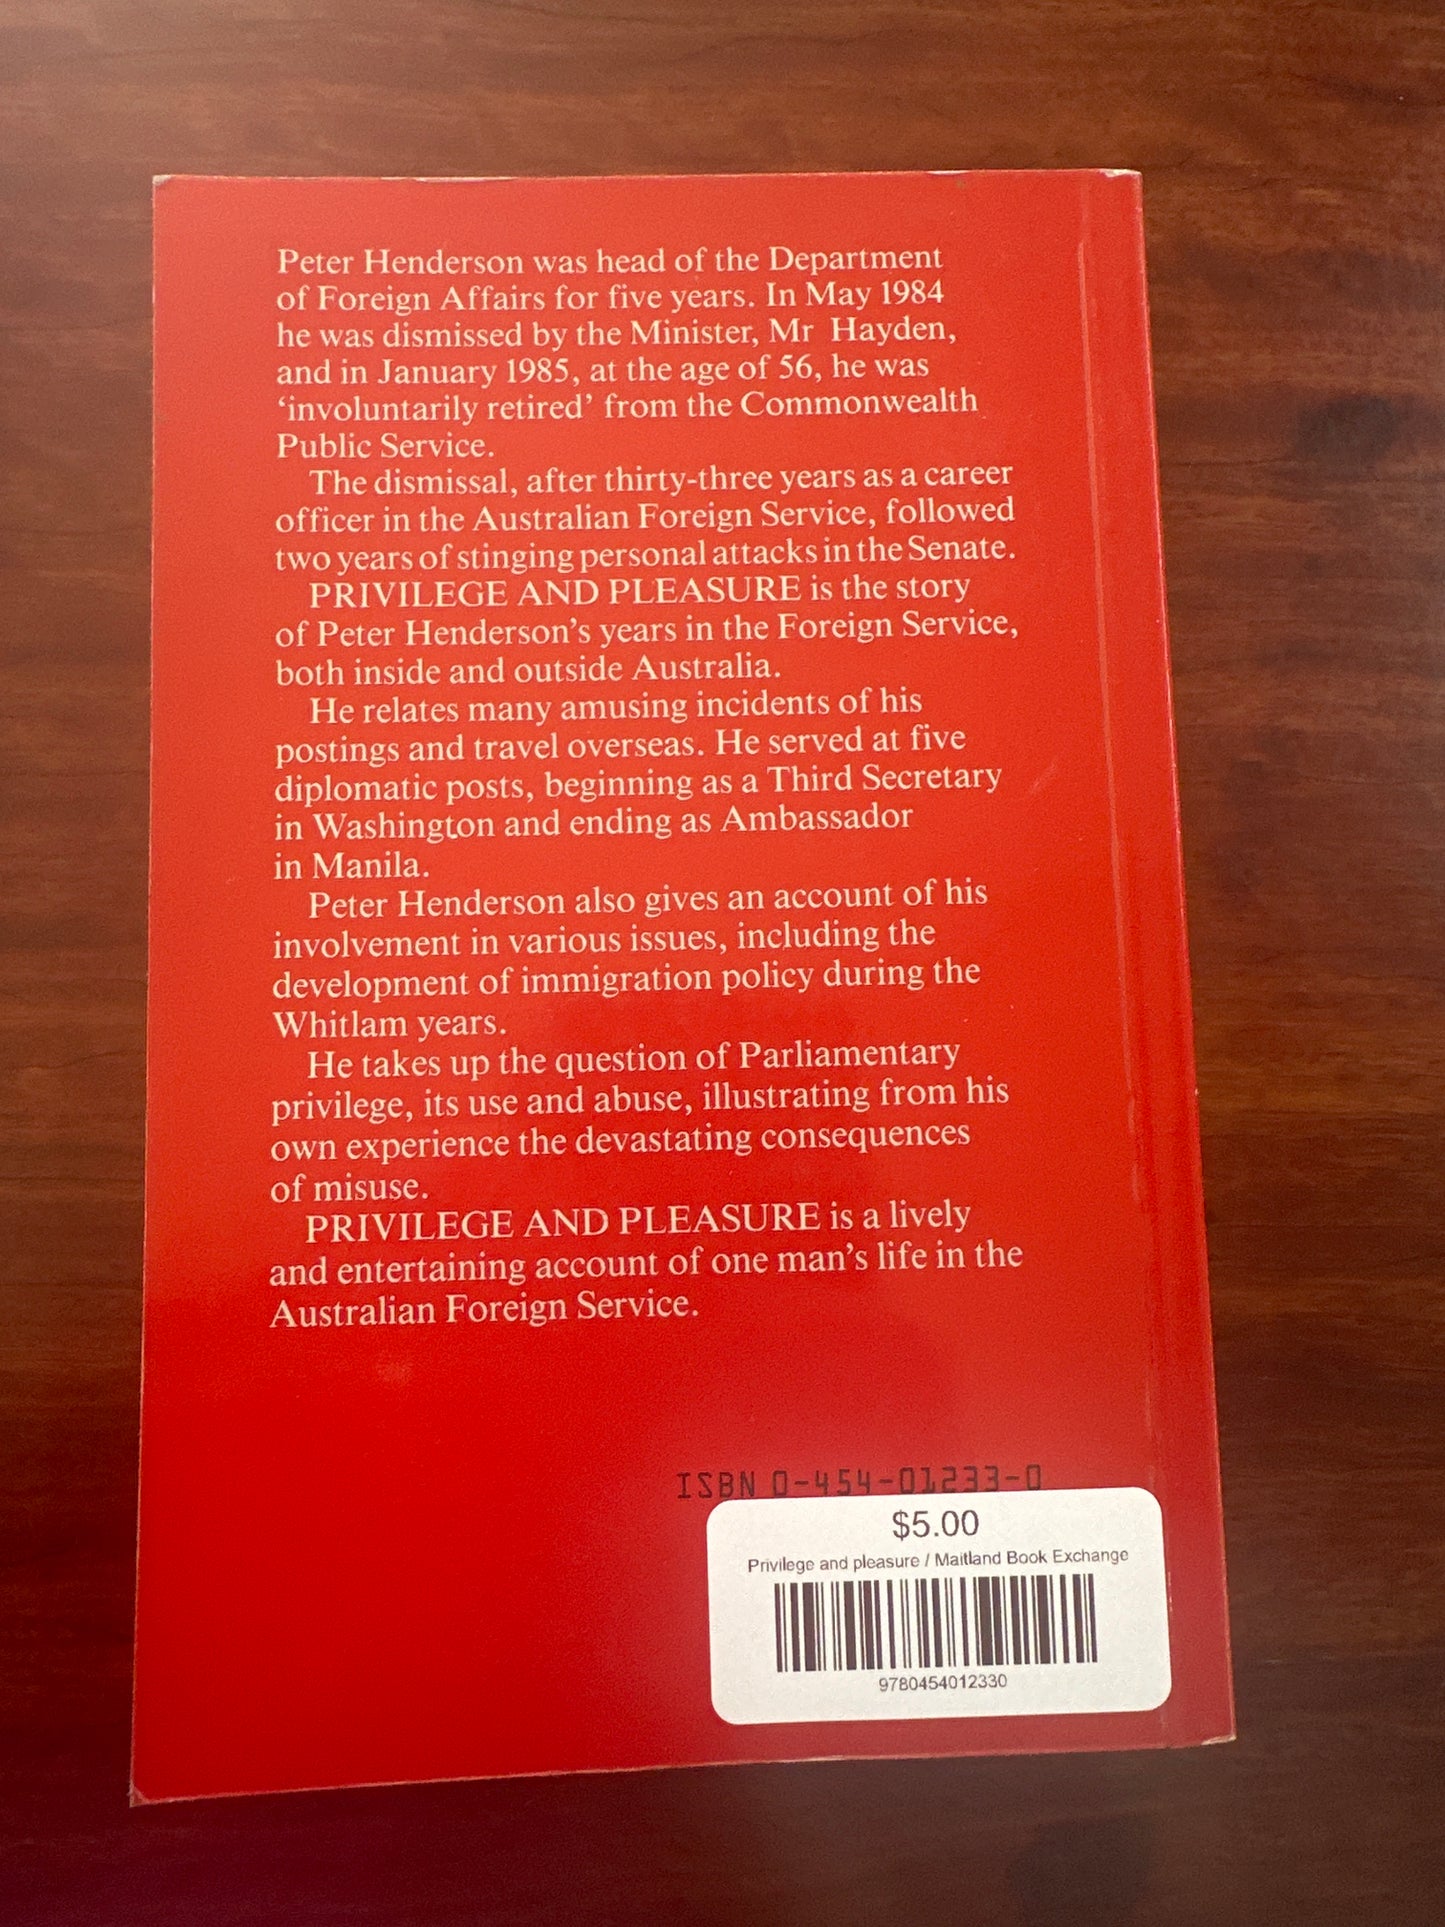 Peter Henderson was head of the Department
of Foreign Affairs for five years. In May 1984
he was dismissed by the Minister, Mr Hayden,
and in January 1985, at the age of 56, he was
‘involuntarily retired’ from the Commonwealth
Public Service.
The dismissal, after thirty-three years as a career
officer in the Australian Foreign Service, followed
two years of stinging personal attacks in the Senate.
PRIVILEGE AND PLEASURE is the story
of Peter Henderson’s years in the Foreign Service,
both inside and outside Australia.
He relates many amusing incidents of his
postings and travel overseas. He served at five
diplomatic posts, beginning as a Third Secretary
in Washington and ending as Ambassador
in Manila.
Peter Henderson also gives an account of his
involvement in various issues, including the
development of immigration policy during the
Whitlam years.
He takes up the question of Parliamentary
privilege, its use and abuse, illustrating from his
own experience the devastating consequences
of misuse.
PRIVILEGE AND PLEASURE is a lively
and entertaining account of one man’s life in the
Australian Foreign Service.
ISBN 0-454-01233-0
$5.00
Privilege and pleasure / Maitland Book Exchange
9780454012330